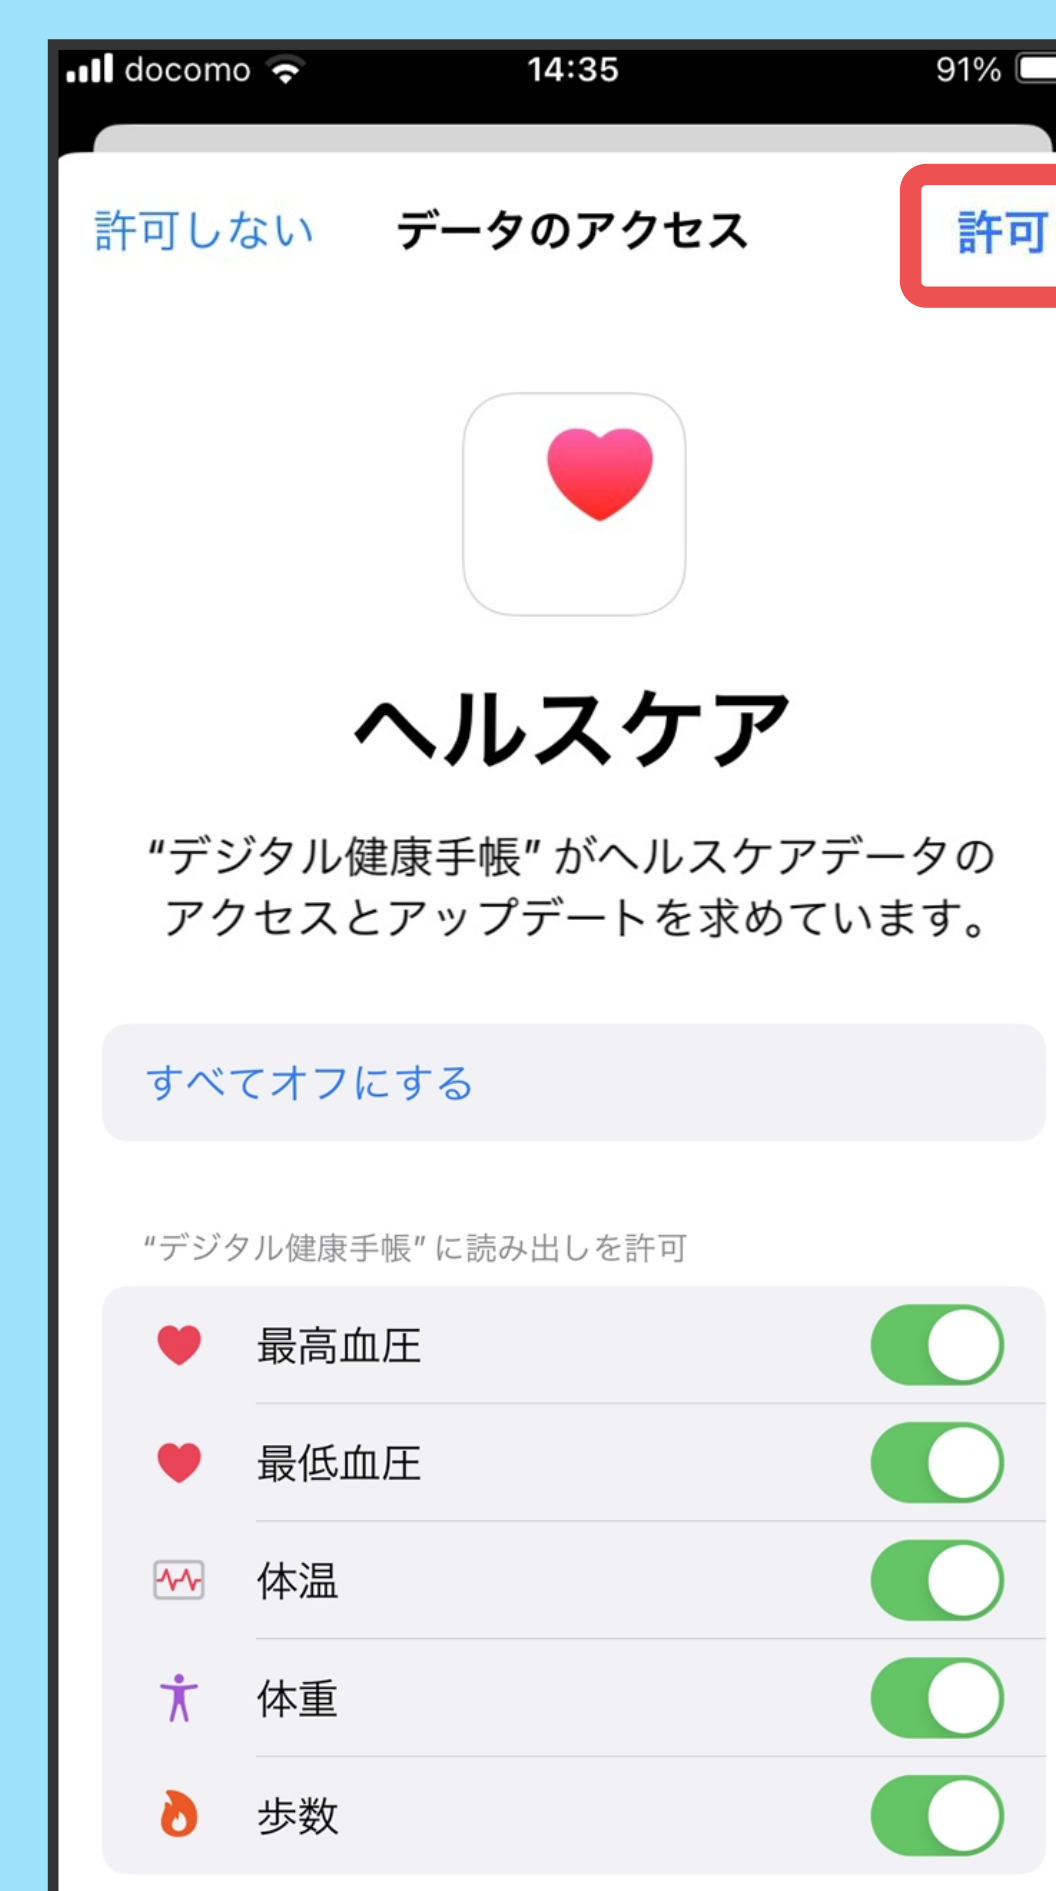 docomo 14:35 91%
許可しない データのアクセス 許可
ヘルスケア
“デジタル健康手帳” がヘルスケアデータの
アクセスとアップデートを求めています。
すべてオフにする
“デジタル健康手帳” に読み出しを許可
最高血圧
最低血圧
体温
体重
歩数